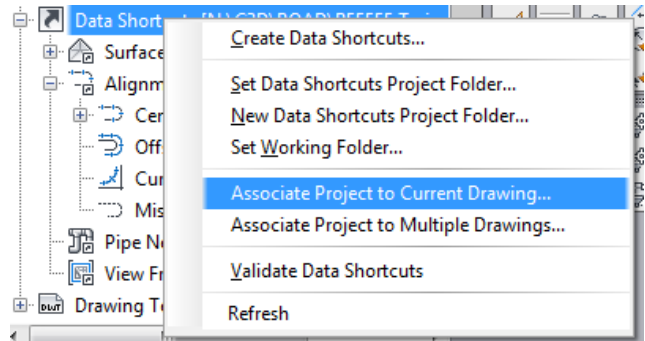 Data Short
Create Data Shortcuts...
Surface
Alignm
Set Data Shortcuts Project Folder...
Cer
New Data Shortcuts Project Folder...
Off
Set Working Folder...
Cur
Associate Project to Current Drawing...
Mis
Associate Project to Multiple Drawings...
Pipe Ne
View Fr
Validate Data Shortcuts
Drawing Te
Refresh